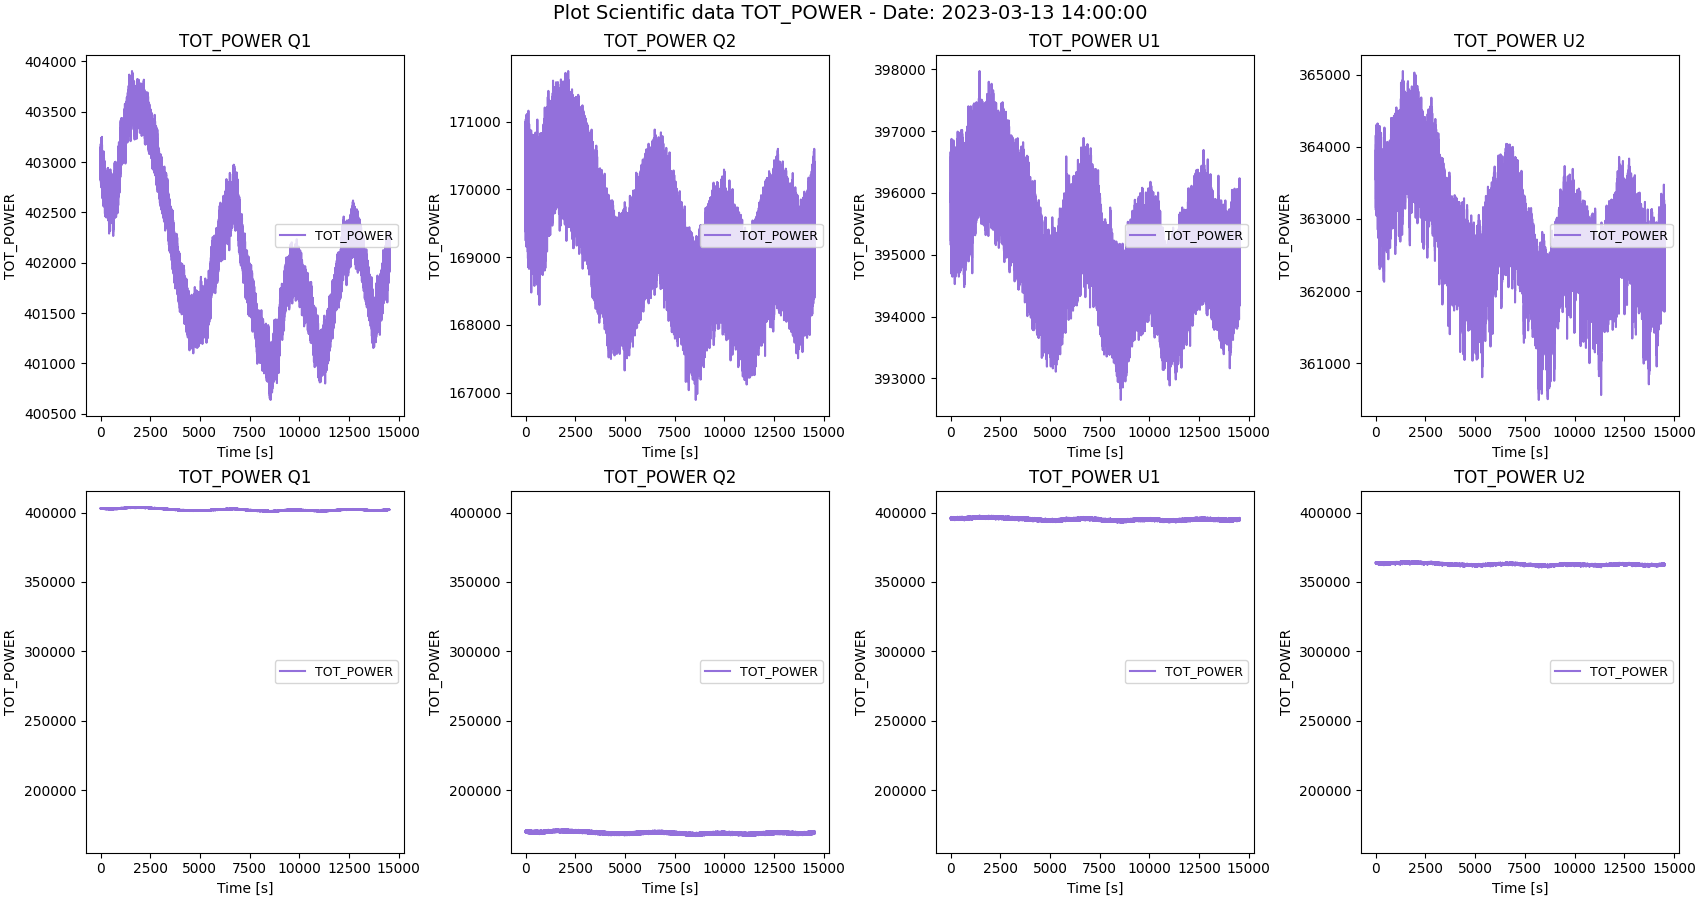 Plot Scientific data TOT_POWER - Date: 2023-03-13 14:00:00
TOT_POWER Q1
TOT_POWER
404000
403500
403000
402500
402000
401500
401000
400500
TOT_POWER
0 2500 5000 7500 10000 12500 15000
Time [s]
TOT_POWER Q2
TOT_POWER
171000
170000
169000
168000
167000
TOT_POWER
0 2500 5000 7500 10000 12500 15000
Time [s]
TOT_POWER U1
TOT_POWER
398000
397000
396000
395000
394000
393000
TOT_POWER
0 2500 5000 7500 10000 12500 15000
Time [s]
TOT_POWER U2
TOT_POWER
365000
364000
363000
362000
361000
TOT_POWER
0 2500 5000 7500 10000 12500 15000
Time [s]
TOT_POWER Q1
TOT_POWER
400000
350000
300000
250000
200000
TOT_POWER
0 2500 5000 7500 10000 12500 15000
Time [s]
TOT_POWER Q2
TOT_POWER
400000
350000
300000
250000
200000
TOT_POWER
0 2500 5000 7500 10000 12500 15000
Time [s]
TOT_POWER U1
TOT_POWER
400000
350000
300000
250000
200000
TOT_POWER
0 2500 5000 7500 10000 12500 15000
Time [s]
TOT_POWER U2
TOT_POWER
400000
350000
300000
250000
200000
TOT_POWER
0 2500 5000 7500 10000 12500 15000
Time [s]